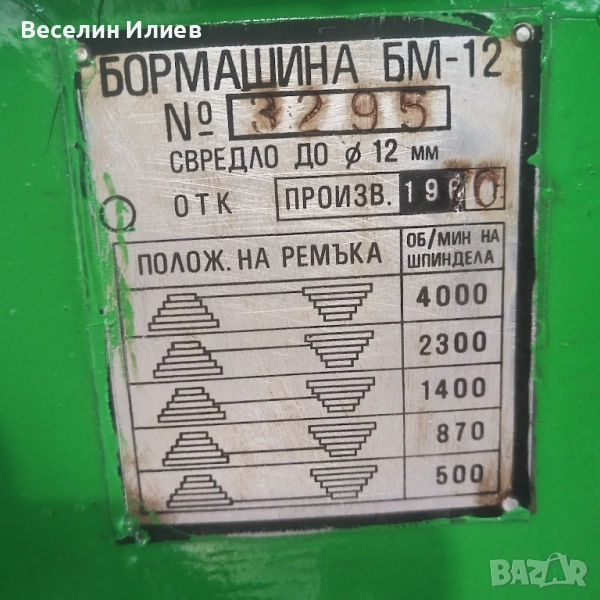 Веселин Илиев
БОРМАШИНА БМ-12
№ 3295
СВРЕДЛО ДО ⌀ 12 мм
ОТК ПРОИЗВ.
ПОЛОЖ. НА РЕМЪКА
ОБ/МИН НА
ШПИНДЕЛА
4000
2300
1400
870
500
BAZAR